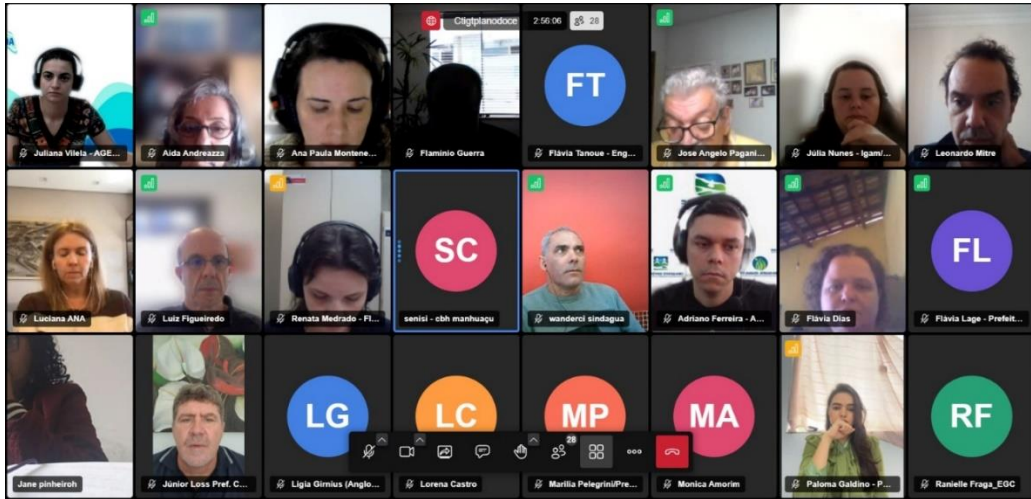 Ctigtplanodoce 2:56:06 28
FT
Juliana Vilela - AGE...
Aida Andreazza
Ana Paula Montene...
Flaminio Guerra
Flávia Tanoue - Eng...
Jose Angelo Pagani...
Júlia Nunes - Igam/...
Leonardo Mitre
SC
FL
Luciana ANA
Luiz Figueiredo
Renata Medrado - Fl...
senisi - cbh manhuaçu
wanderci sindagua
Adriano Ferreira - A...
Flávia Dias
Flávia Lage - Prefeit...
LG
LC
MP
MA
RF
28
Jane pinheiroh
Júnior Loss Pref. C...
Ligia Girnius (Anglo...
Lorena Castro
Marilia Pelegrini/Pre...
Monica Amorim
Paloma Galdino - P...
Ranielle Fraga_EGC